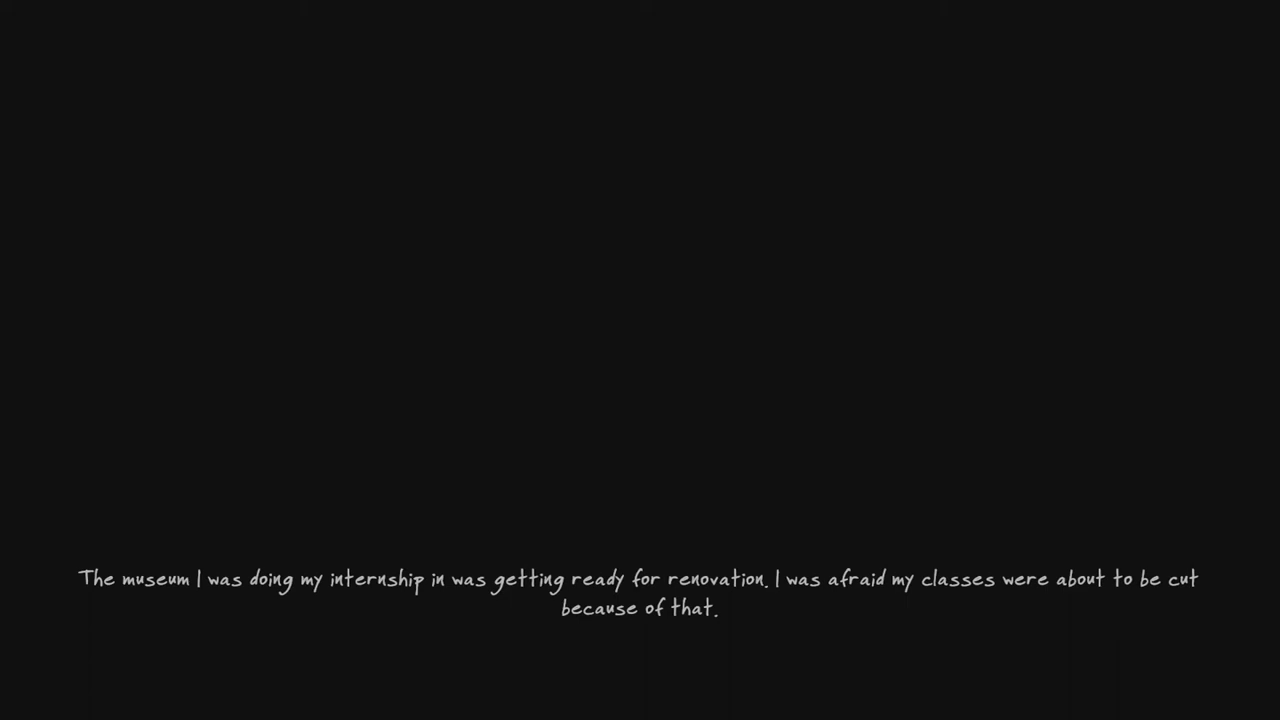 The museum I was doing my internship in was getting ready for renovation. I was afraid my classes were about to be cut
because of that.